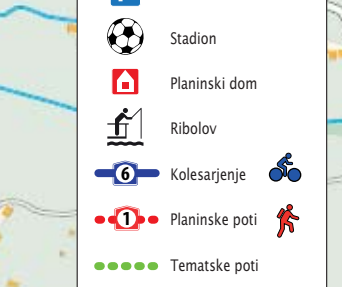 Stadion
Planinski dom
Ribolov
6 Kolesarjenje
1 Planinske poti
Tematske poti